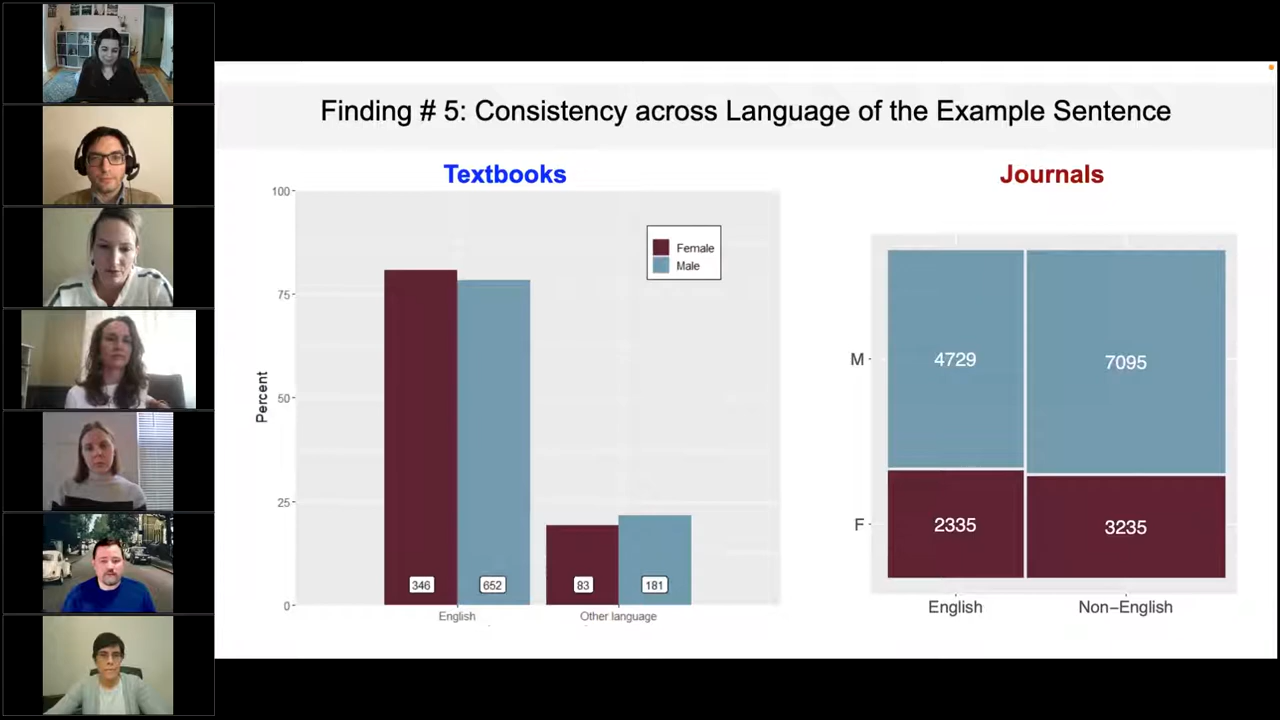 Finding # 5: Consistency across Language of the Example Sentence
Textbooks
Percent
100
75
50
25
0
Female
Male
346
652
83
181
English
Other language
Journals
M
F
4729
7095
2335
3235
English
Non-English